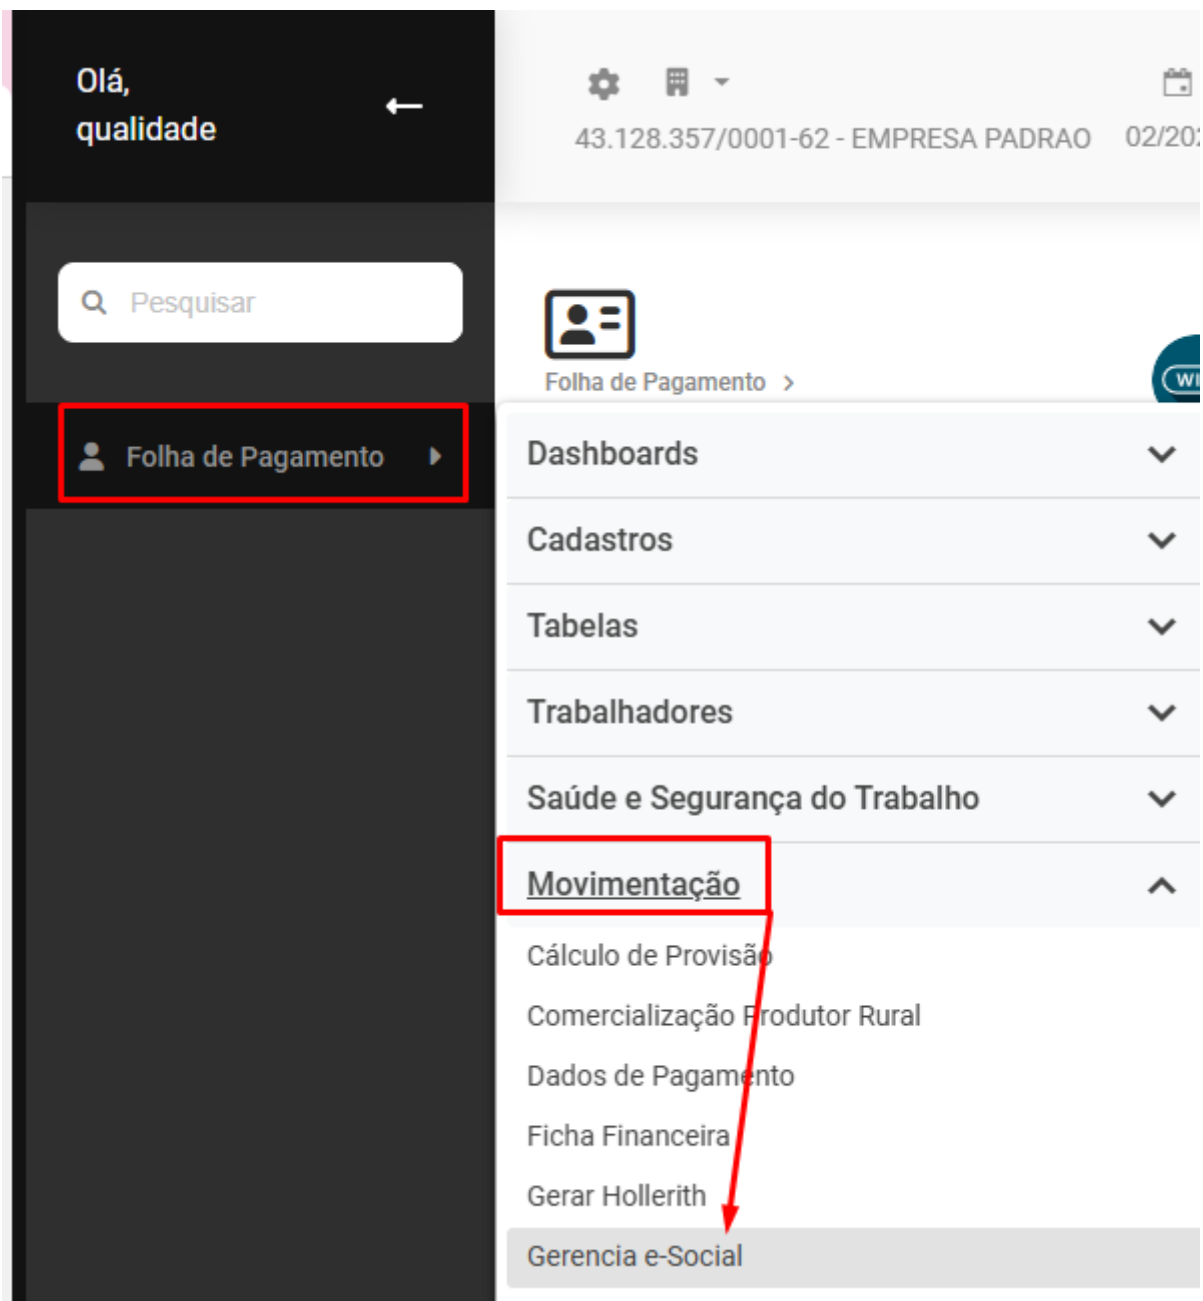 Olá,
qualidade
43.128.357/0001-62 - EMPRESA PADRAO
02/202
Pesquisar
Folha de Pagamento >
Folha de Pagamento
Dashboards
Cadastros
Tabelas
Trabalhadores
Saúde e Segurança do Trabalho
Movimentação
Cálculo de Provisão
Comercialização Produtor Rural
Dados de Pagamento
Ficha Financeira
Gerar Hollerith
Gerencia e-Social